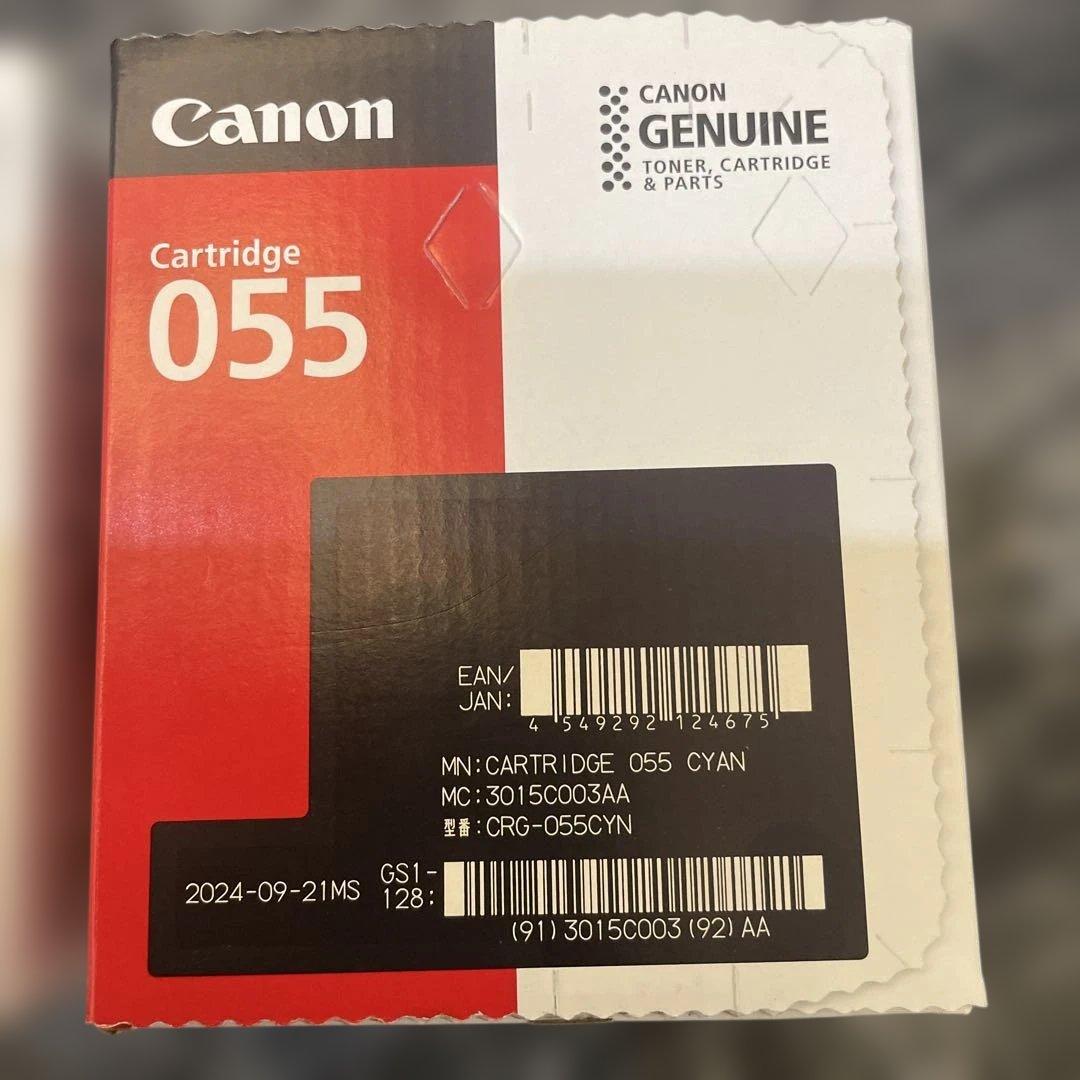 Canon
CANON
GENUINE
TONER, CARTRIDGE
& PARTS
Cartridge
055
EAN/
JAN:
4 549292 124675
MN:CARTRIDGE 055 CYAN
MC:3015C003AA
型番:CRG-055CYN
2024-09-21MS
GS1-
128:
(91)3015C003(92)AA